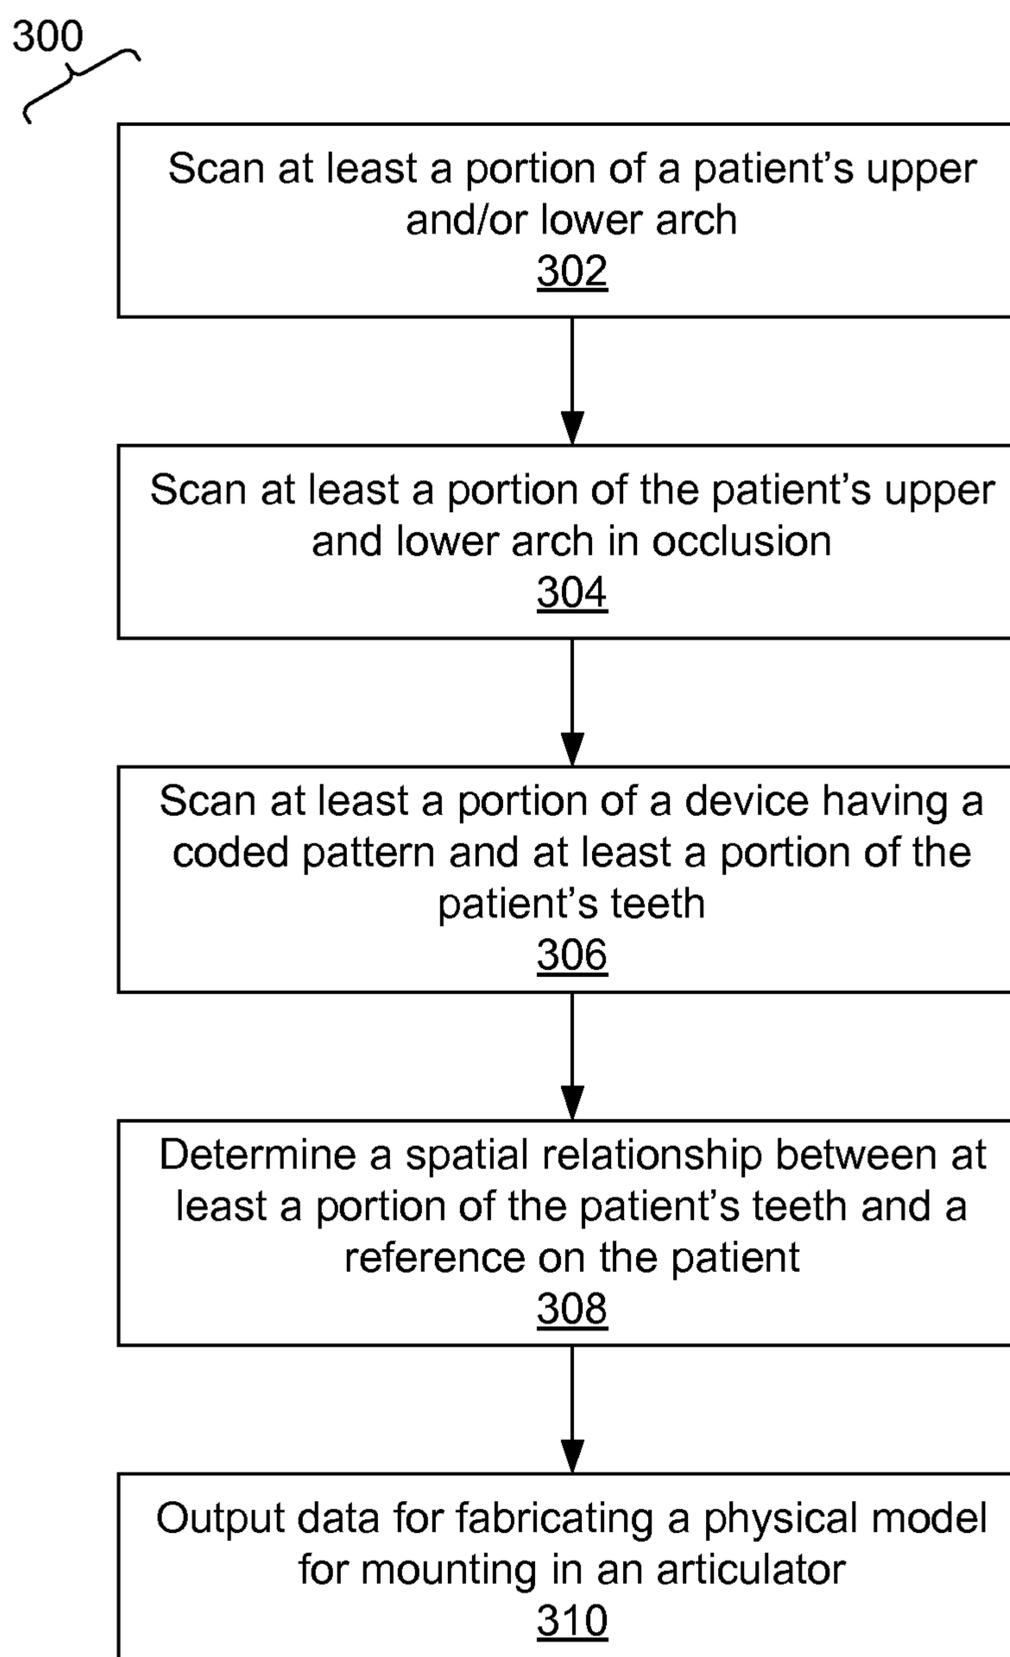 300
Scan at least a portion of a patient’s upper
and/or lower arch
302
Scan at least a portion of the patient’s upper
and lower arch in occlusion
304
Scan at least a portion of a device having a
coded pattern and at least a portion of the
patient’s teeth
306
Determine a spatial relationship between at
least a portion of the patient’s teeth and a
reference on the patient
308
Output data for fabricating a physical model
for mounting in an articulator
310